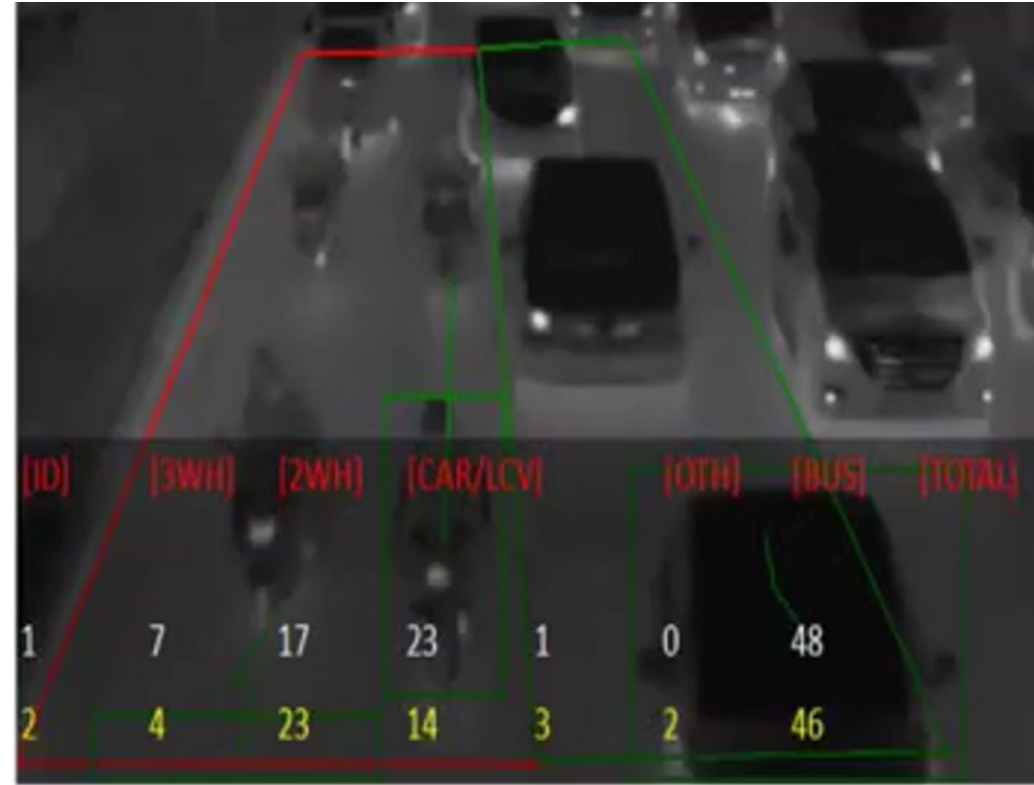 [ID] [3WH] [2WH] [CAR/LCV] [OTH] [BUS] [TOTAL]
1 7 17 23 1 0 48
2 4 23 14 3 2 46